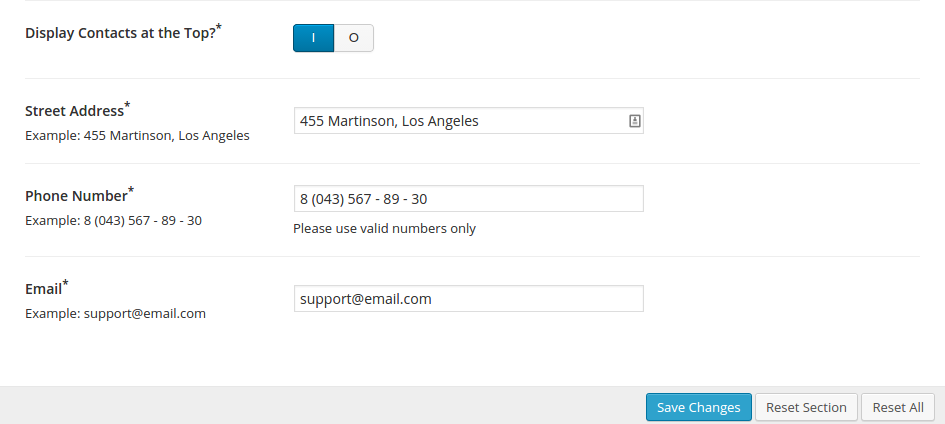 Display Contacts at the Top?*
I O
Street Address*
455 Martinson, Los Angeles
Example: 455 Martinson, Los Angeles
Phone Number*
8 (043) 567 - 89 - 30
Example: 8 (043) 567 - 89 - 30
Please use valid numbers only
Email*
support@email.com
Example: support@email.com
Save Changes Reset Section Reset All